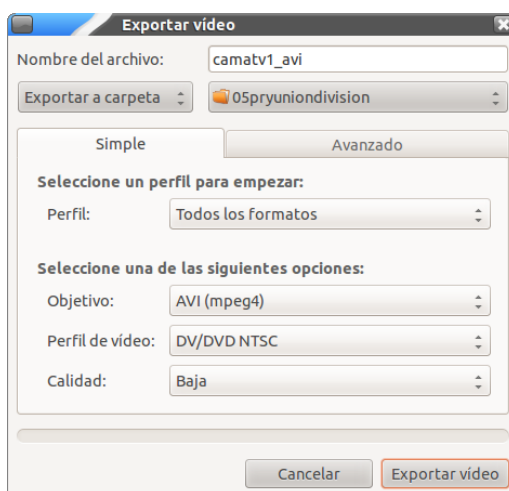 Exportar vídeo
Nombre del archivo: camatv1_avi
Exportar a carpeta 05pryuniondivision
Simple Avanzado
Seleccione un perfil para empezar:
Perfil: Todos los formatos
Seleccione una de las siguientes opciones:
Objetivo: AVI (mpeg4)
Perfil de vídeo: DV/DVD NTSC
Calidad: Baja
Cancelar Exportar vídeo